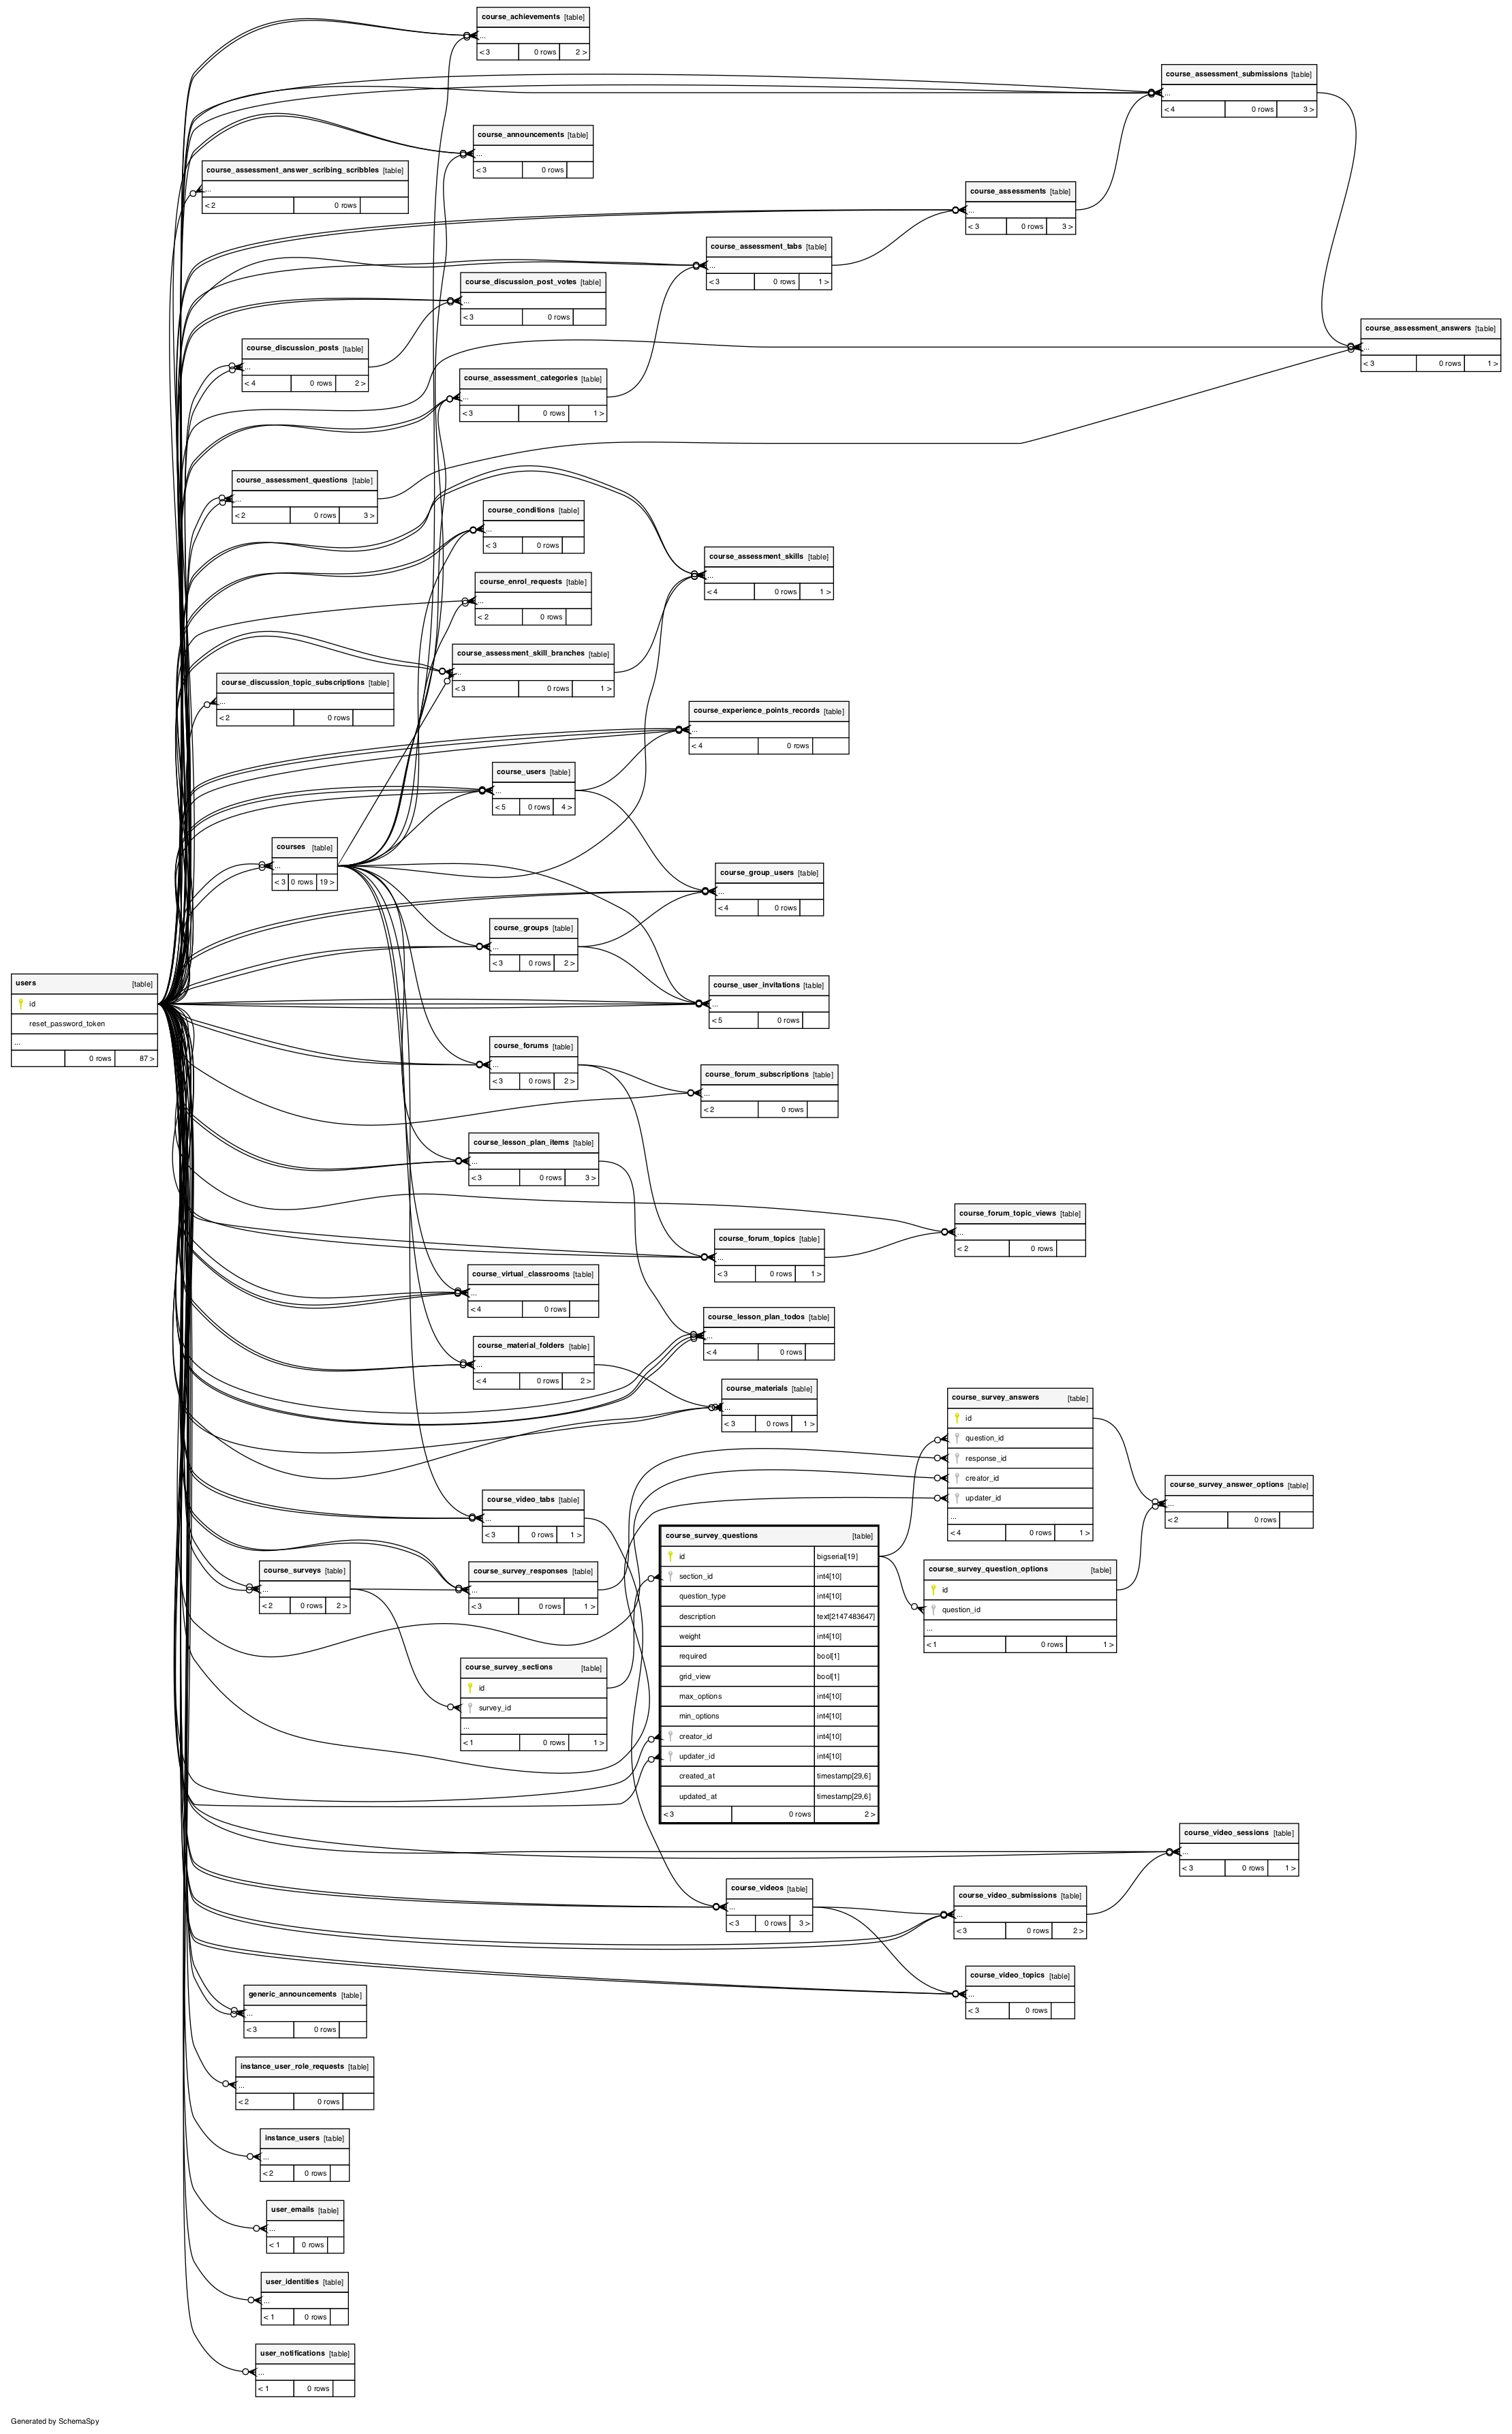 course_achievements [table]
...
< 3 0 rows 2 >
course_assessment_submissions [table]
...
< 4 0 rows 3 >
course_announcements [table]
...
< 3 0 rows
course_assessment_answer_scribing_scribbles [table]
...
< 2 0 rows
course_assessments [table]
...
< 3 0 rows 3 >
course_assessment_tabs [table]
...
< 3 0 rows 1 >
course_discussion_post_votes [table]
...
< 3 0 rows
course_assessment_answers [table]
...
< 3 0 rows 1 >
course_discussion_posts [table]
...
< 4 0 rows 2 >
course_assessment_categories [table]
...
< 3 0 rows 1 >
course_assessment_questions [table]
...
< 2 0 rows 3 >
course_conditions [table]
...
< 3 0 rows
course_assessment_skills [table]
...
< 4 0 rows 1 >
course_enrol_requests [table]
...
< 2 0 rows
course_assessment_skill_branches [table]
...
< 3 0 rows 1 >
course_discussion_topic_subscriptions [table]
...
< 2 0 rows
course_experience_points_records [table]
...
< 4 0 rows
course_users [table]
...
< 5 0 rows 4 >
courses [table]
...
< 3 0 rows 19 >
course_group_users [table]
...
< 4 0 rows
course_groups [table]
...
< 3 0 rows 2 >
users [table]
id
reset_password_token
...
0 rows 87 >
course_user_invitations [table]
...
< 5 0 rows
course_forums [table]
...
< 3 0 rows 2 >
course_forum_subscriptions [table]
...
< 2 0 rows
course_lesson_plan_items [table]
...
< 3 0 rows 3 >
course_forum_topic_views [table]
...
< 2 0 rows
course_forum_topics [table]
...
< 3 0 rows 1 >
course_virtual_classrooms [table]
...
< 4 0 rows
course_lesson_plan_todos [table]
...
< 4 0 rows
course_material_folders [table]
...
< 4 0 rows 2 >
course_materials [table]
...
< 3 0 rows 1 >
course_survey_answers [table]
id
question_id
response_id
creator_id
updater_id
...
< 4 0 rows 1 >
course_survey_answer_options [table]
...
< 2 0 rows
course_video_tabs [table]
...
< 3 0 rows 1 >
course_survey_questions [table]
id bigserial[19]
section_id int4[10]
question_type int4[10]
description text[2147483647]
weight int4[10]
required bool[1]
grid_view bool[1]
max_options int4[10]
min_options int4[10]
creator_id int4[10]
updater_id int4[10]
created_at timestamp[29,6]
updated_at timestamp[29,6]
< 3 0 rows 2 >
course_survey_question_options [table]
id
question_id
...
< 1 0 rows 1 >
course_surveys [table]
...
< 2 0 rows 2 >
course_survey_responses [table]
...
< 3 0 rows 1 >
course_survey_sections [table]
id
survey_id
...
< 1 0 rows 1 >
course_video_sessions [table]
...
< 3 0 rows 1 >
course_videos [table]
...
< 3 0 rows 3 >
course_video_submissions [table]
...
< 3 0 rows 2 >
course_video_topics [table]
...
< 3 0 rows
generic_announcements [table]
...
< 3 0 rows
instance_user_role_requests [table]
...
< 2 0 rows
instance_users [table]
...
< 2 0 rows
user_emails [table]
...
< 1 0 rows
user_identities [table]
...
< 1 0 rows
user_notifications [table]
...
< 1 0 rows
Generated by SchemaSpy